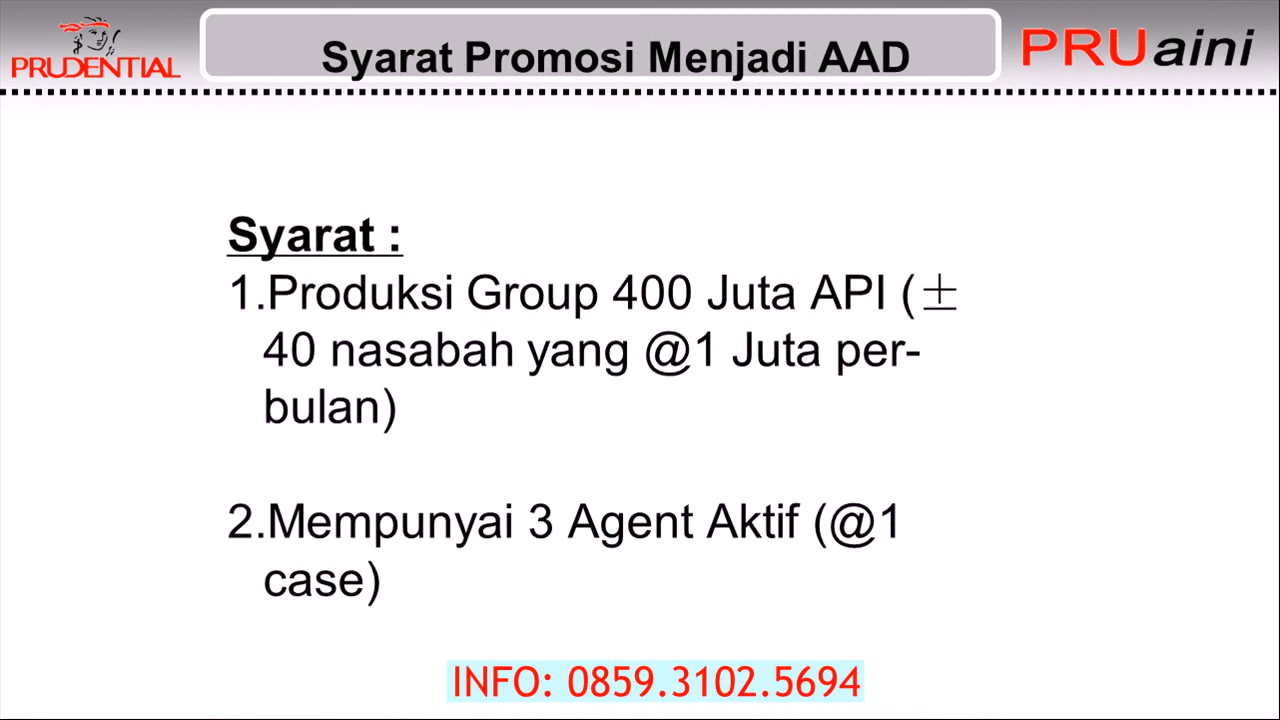 PRUDENTIAL
Syarat Promosi Menjadi AAD
PRUaini
Syarat :
1.Produksi Group 400 Juta API (±
40 nasabah yang @1 Juta per-
bulan)
2.Mempunyai 3 Agent Aktif (@1
case)
INFO: 0859.3102.5694